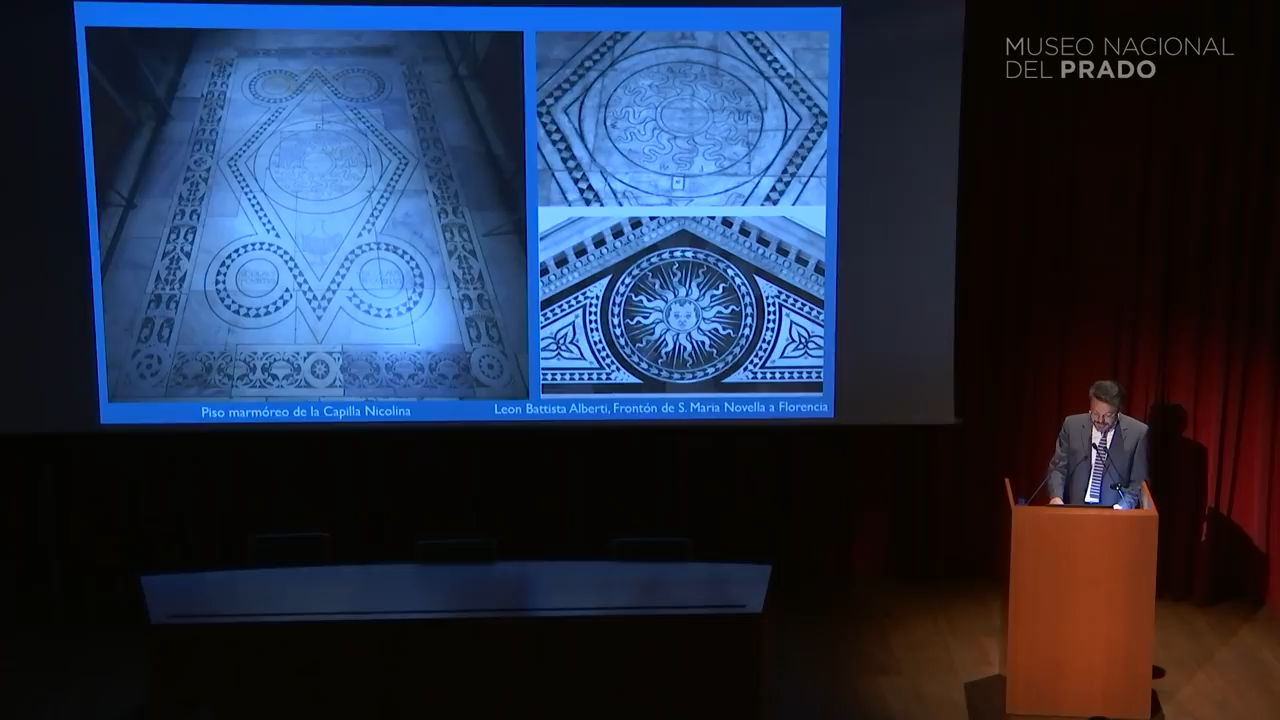 MUSEO NACIONAL
DEL PRADO
Piso marmóreo de la Capilla Nicolina
Leon Battista Alberti, Frontón de S. Maria Novella a Florencia